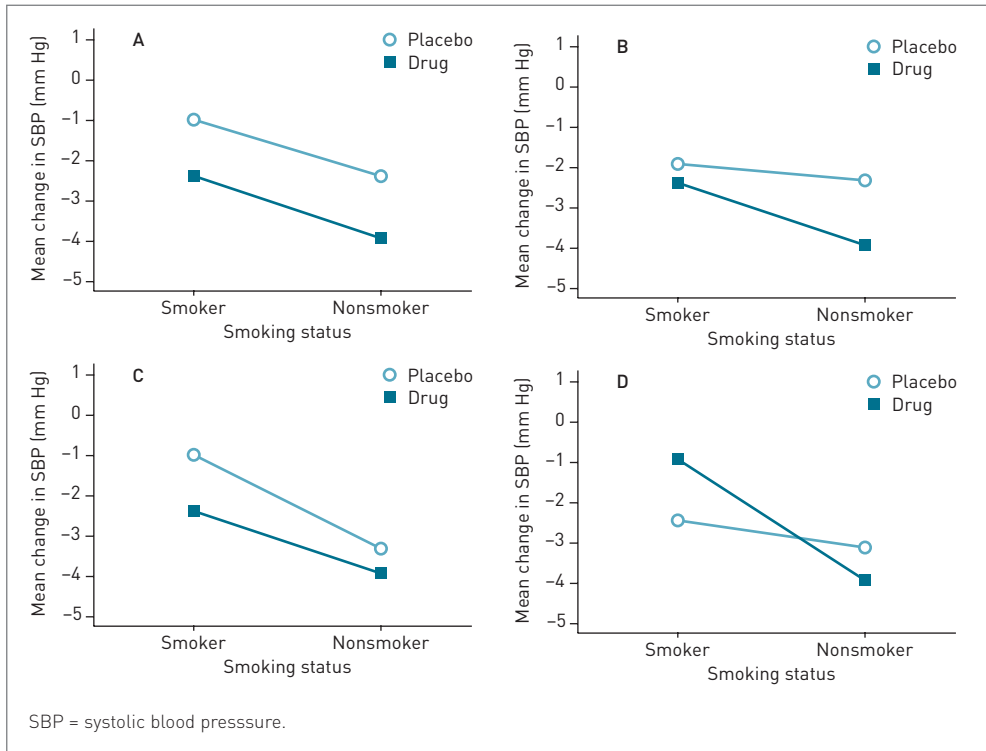 A
Placebo
Drug
Mean change in SBP (mm Hg)
1
0
−1
−2
−3
−4
−5
Smoker Nonsmoker
Smoking status
B
Placebo
Drug
Mean change in SBP (mm Hg)
1
0
−1
−2
−3
−4
−5
Smoker Nonsmoker
Smoking status
C
Placebo
Drug
Mean change in SBP (mm Hg)
1
0
−1
−2
−3
−4
−5
Smoker Nonsmoker
Smoking status
D
Placebo
Drug
Mean change in SBP (mm Hg)
1
0
−1
−2
−3
−4
−5
Smoker Nonsmoker
Smoking status
SBP = systolic blood presssure.